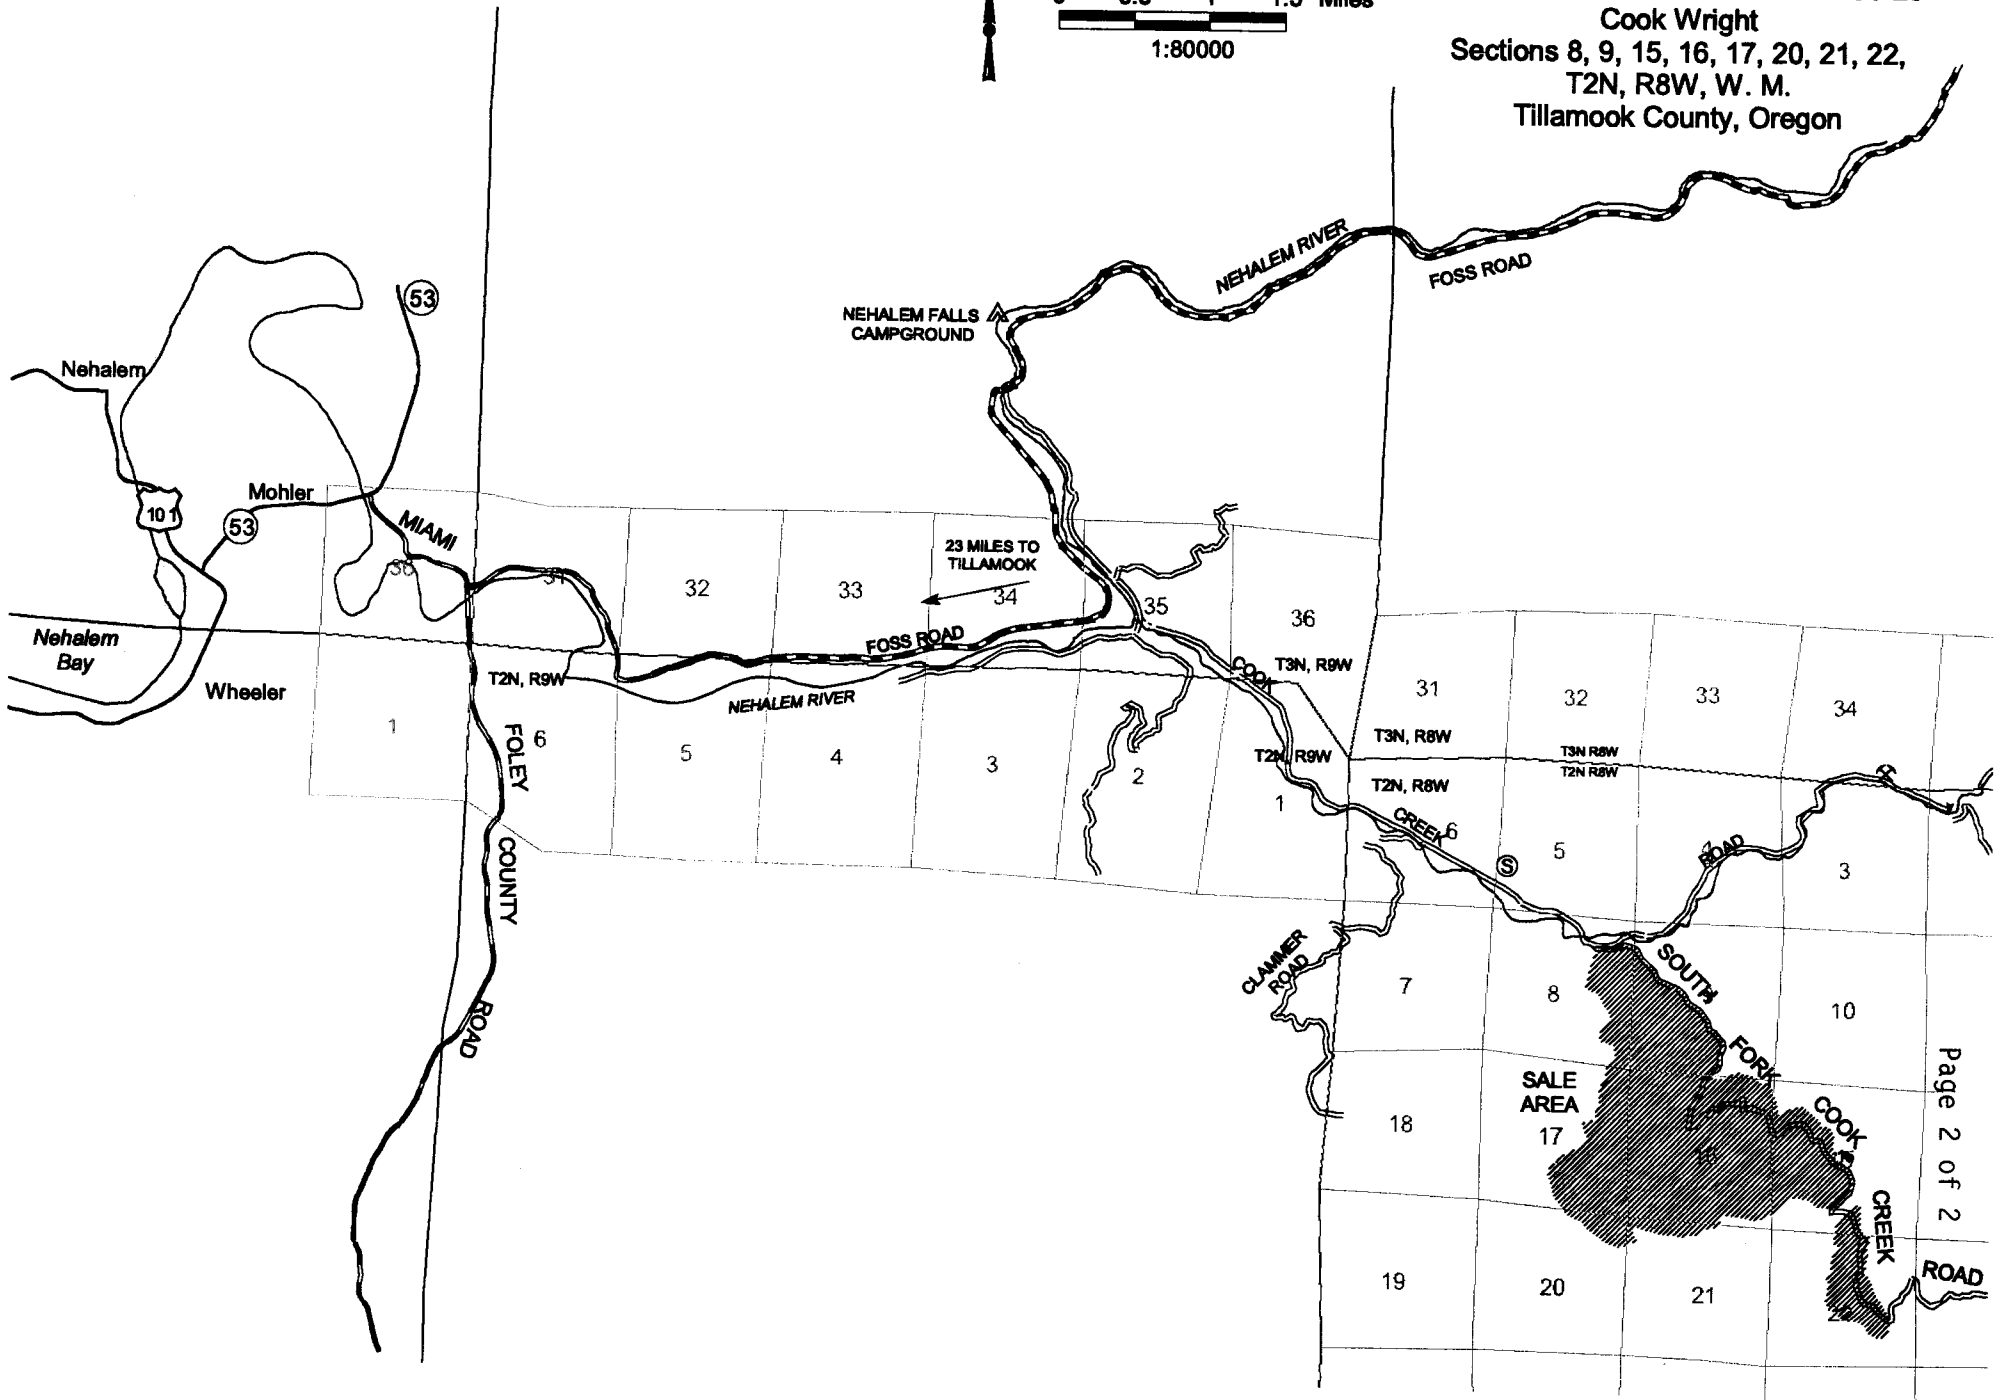 Miles
1:80000
Cook Wright
Sections 8, 9, 15, 16, 17, 20, 21, 22,
T2N, R8W, W. M.
Tillamook County, Oregon
NEHALEM RIVER
FOSS ROAD
NEHALEM FALLS
CAMPGROUND
53
Nehalem
101
Mohler
53
MIAMI
36
31
32
33
23 MILES TO
TILLAMOOK
34
35
36
FOSS ROAD
COOK
T3N, R9W
Nehalem
Bay
Wheeler
T2N, R9W
NEHALEM RIVER
1
FOLEY
6
5
4
3
2
T2N, R9W
1
31
32
33
34
T3N, R8W
T3N R8W
T2N R8W
T2N, R8W
CREEK
6
S
5
ROAD
3
COUNTY
ROAD
CLAMMER
ROAD
7
8
SOUTH
10
FORK
SALE
AREA
18
17
16
COOK
CREEK
ROAD
19
20
21
22
Page 2 of 2